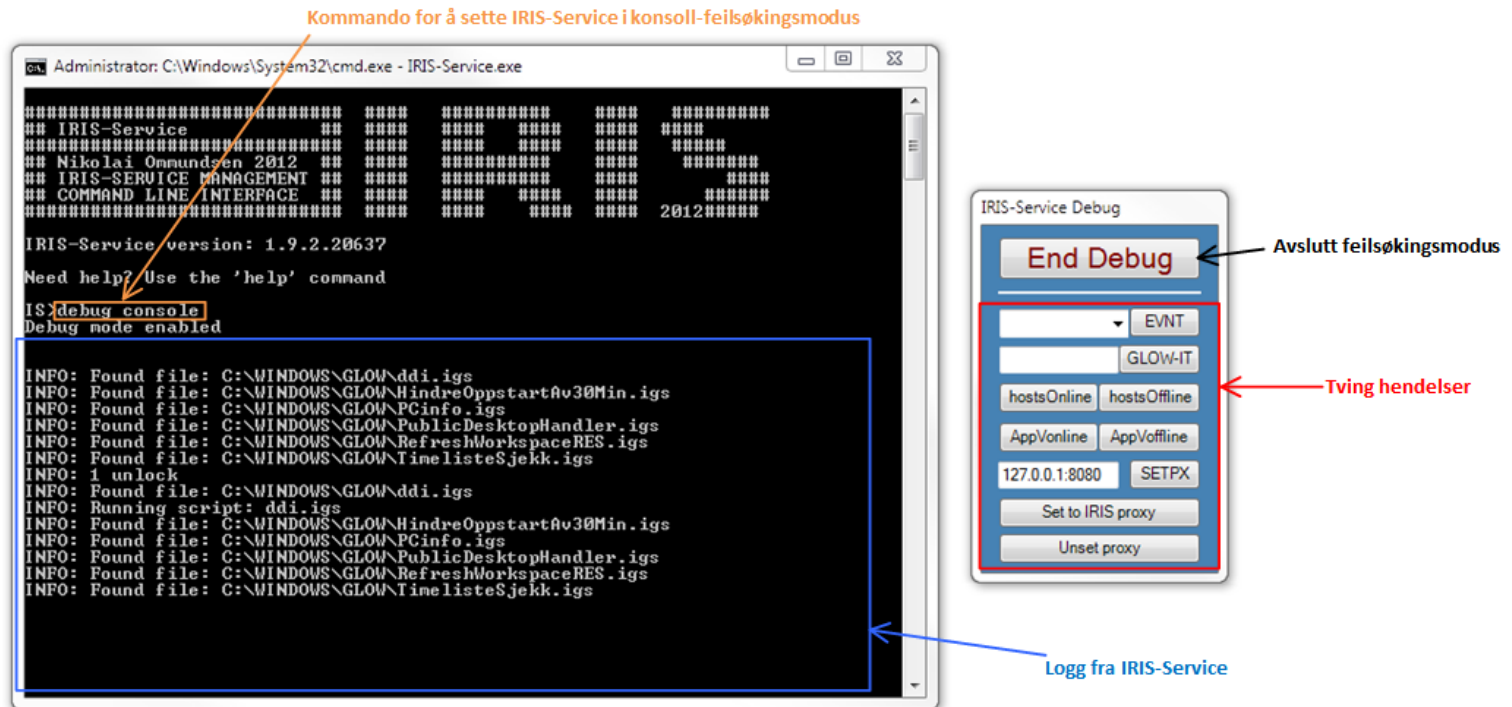 Kommando for å sette IRIS-Service i konsoll-feilsøkingsmodus
Administrator: C:\Windows\System32\cmd.exe - IRIS-Service.exe
############################# #### ########## #### #########
## IRIS-Service ## #### #### #### #### ####
############################# #### #### #### #### #####
## Nikolai Ommundsen 2012 ## #### ########## #### #######
## IRIS-SERVICE MANAGEMENT ## #### ########## #### ####
## COMMAND LINE INTERFACE ## #### #### #### #### ######
############################# #### #### #### #### 2012#####
IRIS-Service version: 1.9.2.20637
Need help? Use the 'help' command
IS>debug console
Debug mode enabled
INFO: Found file: C:\WINDOWS\GLOW\ddi.igs
INFO: Found file: C:\WINDOWS\GLOW\HindreOppstartAv30Min.igs
INFO: Found file: C:\WINDOWS\GLOW\PCinfo.igs
INFO: Found file: C:\WINDOWS\GLOW\PublicDesktopHandler.igs
INFO: Found file: C:\WINDOWS\GLOW\RefreshWorkspaceRES.igs
INFO: Found file: C:\WINDOWS\GLOW\TimelisteSjekk.igs
INFO: 1 unlock
INFO: Found file: C:\WINDOWS\GLOW\ddi.igs
INFO: Running script: ddi.igs
INFO: Found file: C:\WINDOWS\GLOW\HindreOppstartAv30Min.igs
INFO: Found file: C:\WINDOWS\GLOW\PCinfo.igs
INFO: Found file: C:\WINDOWS\GLOW\PublicDesktopHandler.igs
INFO: Found file: C:\WINDOWS\GLOW\RefreshWorkspaceRES.igs
INFO: Found file: C:\WINDOWS\GLOW\TimelisteSjekk.igs
Logg fra IRIS-Service
IRIS-Service Debug
End Debug
Avslutt feilsøkingsmodus
EVNT
GLOW-IT
hostsOnline hostsOffline
Tving hendelser
AppVonline AppVoffline
127.0.0.1:8080 SETPX
Set to IRIS proxy
Unset proxy